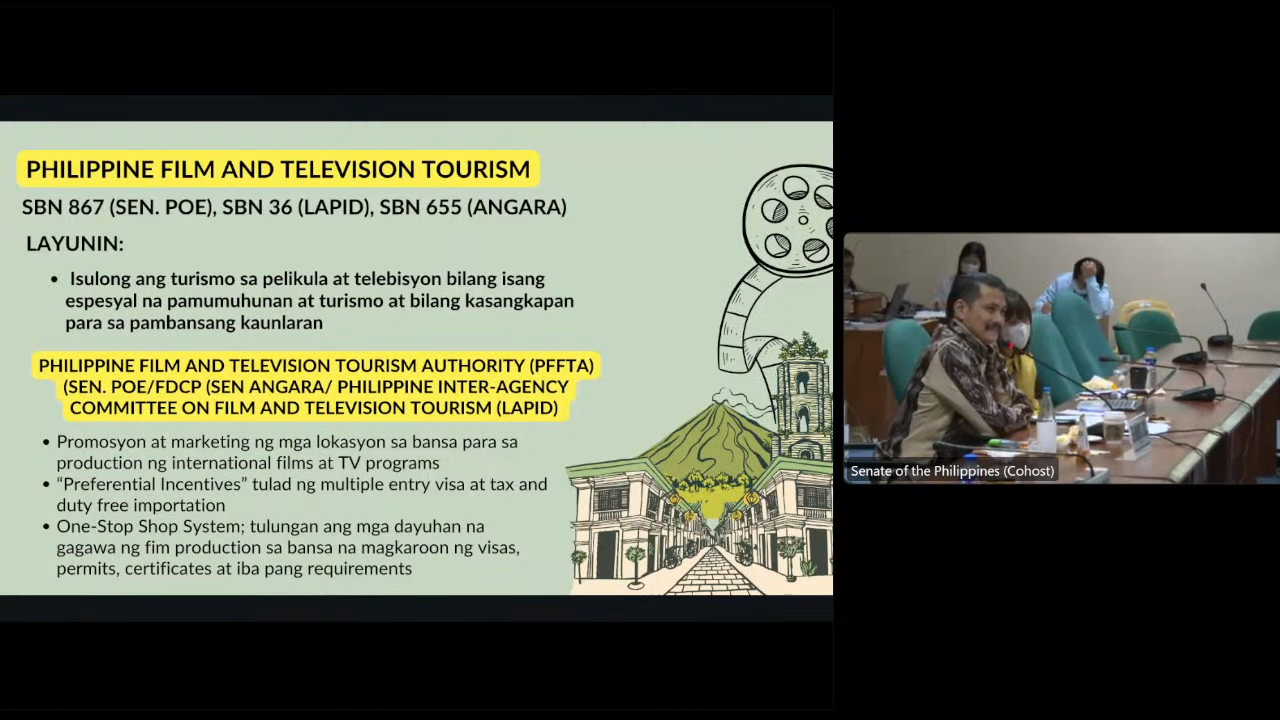 PHILIPPINE FILM AND TELEVISION TOURISM
SBN 867 (SEN. POE), SBN 36 (LAPID), SBN 655 (ANGARA)
LAYUNIN:
• Isulong ang turismo sa pelikula at telebisyon bilang isang
espesyal na pamumuhunan at turismo at bilang kasangkapan
para sa pambansang kaunlaran
PHILIPPINE FILM AND TELEVISION TOURISM AUTHORITY (PFFTA)
(SEN. POE/FDCP (SEN ANGARA/ PHILIPPINE INTER-AGENCY
COMMITTEE ON FILM AND TELEVISION TOURISM (LAPID)
• Promosyon at marketing ng mga lokasyon sa bansa para sa
production ng international films at TV programs
• “Preferential Incentives” tulad ng multiple entry visa at tax and
duty free importation
• One-Stop Shop System; tulungan ang mga dayuhan na
gagawa ng fim production sa bansa na magkaroon ng visas,
permits, certificates at iba pang requirements
Senate of the Philippines (Cohost)